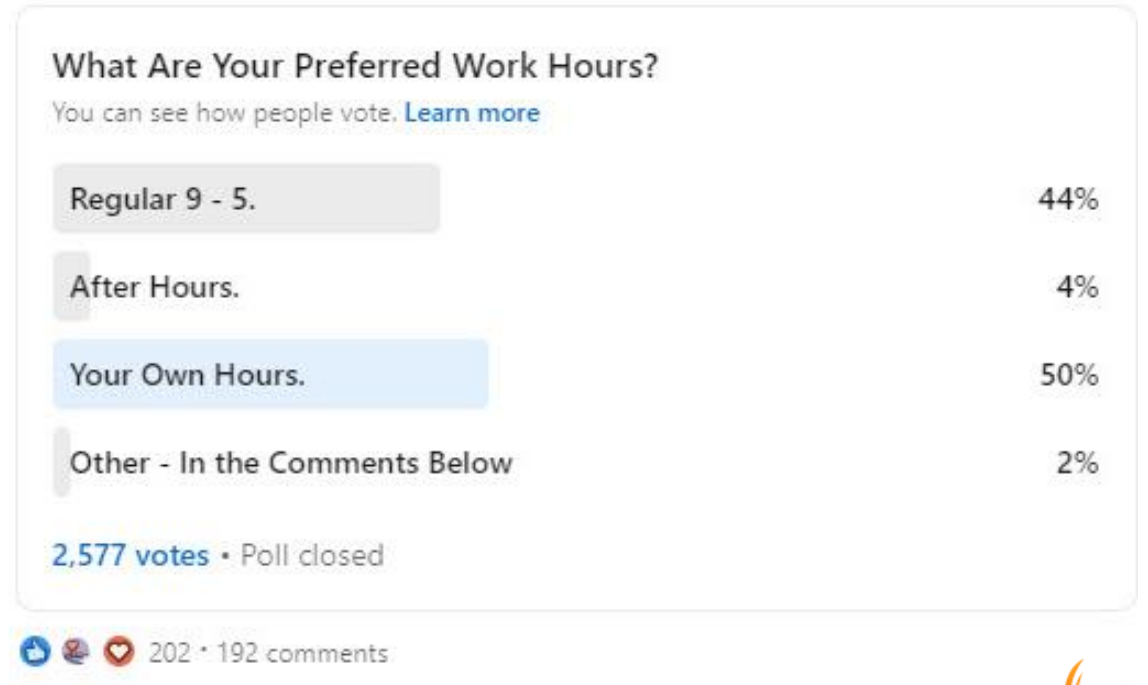 What Are Your Preferred Work Hours?
You can see how people vote. Learn more
Regular 9 - 5. 44%
After Hours. 4%
Your Own Hours. 50%
Other - In the Comments Below 2%
2,577 votes • Poll closed
202 • 192 comments